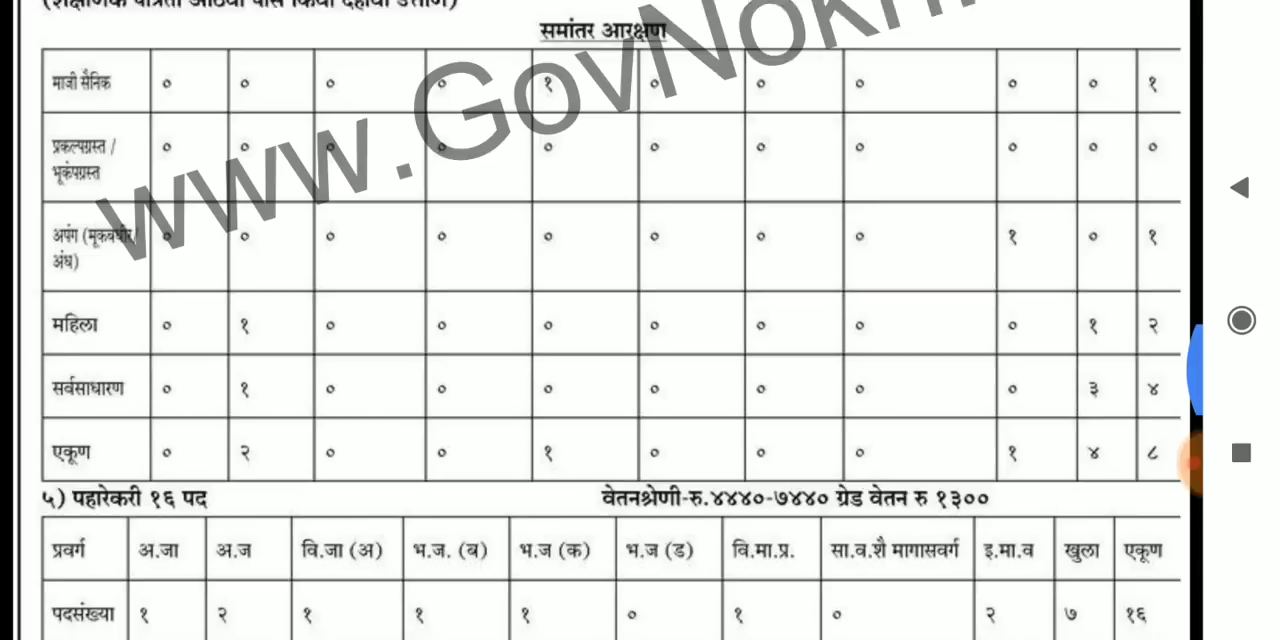 समांतर आरक्षण
माजी सैनिक ० ० ० ० १ ० ० ० ० ० १
प्रकल्पग्रस्त / भूकंपग्रस्त ० ० ० ० ० ० ० ० ० ० ०
अपंग (मूकबधीर/ अंध) ० ० ० ० ० ० ० ० १ ० १
महिला ० १ ० ० ० ० ० ० ० १ २
सर्वसाधारण ० १ ० ० ० ० ० ० ० ३ ४
एकूण ० २ ० ० १ ० ० ० १ ४ ८
५) पहारेकरी १६ पद वेतनश्रेणी-रु.४४४०-७४४० ग्रेड वेतन रु १३००
प्रवर्ग अ.जा अ.ज वि.जा (अ) भ.ज. (ब) भ.ज (क) भ.ज (ड) वि.मा.प्र. सा.व.शै मागासवर्ग इ.मा.व खुला एकूण
पदसंख्या १ २ १ १ १ ० १ ० २ ७ १६
www.GovNokri